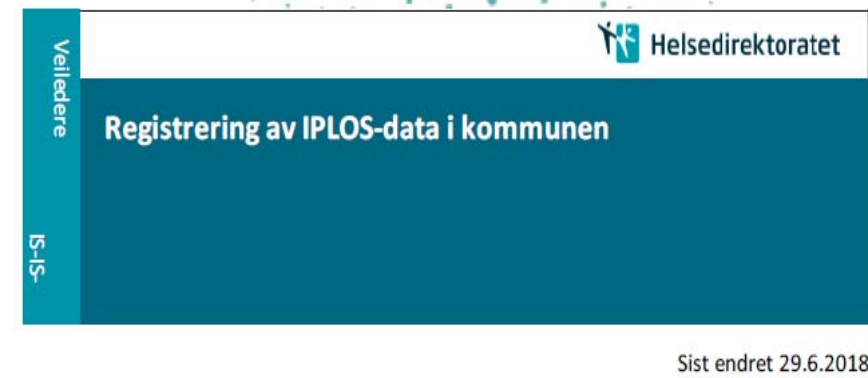 Helsedirektoratet
Veiledere
Registrering av IPLOS-data i kommunen
IS-IS-
Sist endret 29.6.2018